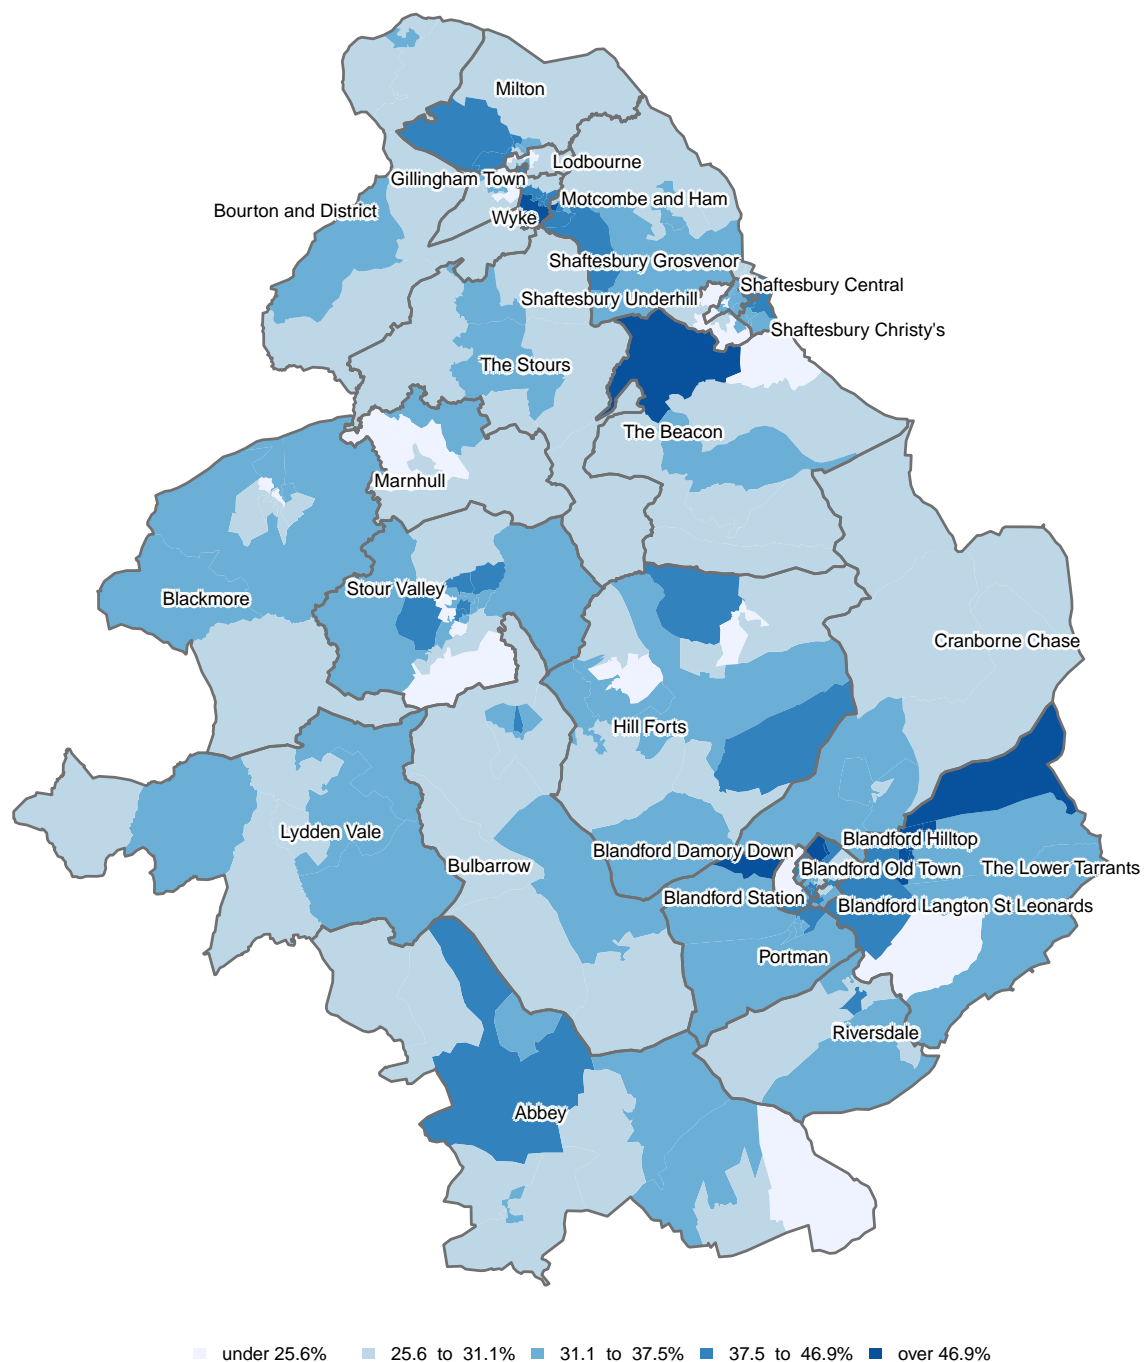 Milton
Lodbourne
Gillingham Town
Motcombe and Ham
Bourton and District
Wyke
Shaftesbury Grosvenor
Shaftesbury Central
Shaftesbury Underhill
Shaftesbury Christy's
The Stours
The Beacon
Marnhull
Stour Valley
Blackmore
Cranborne Chase
Hill Forts
Lydden Vale
Blandford Hilltop
Blandford Damory Down
Bulbarrow
Blandford Old Town
The Lower Tarrants
Blandford Station
Blandford Langton St Leonards
Portman
Riversdale
Abbey
under 25.6% 25.6 to 31.1% 31.1 to 37.5% 37.5 to 46.9% over 46.9%